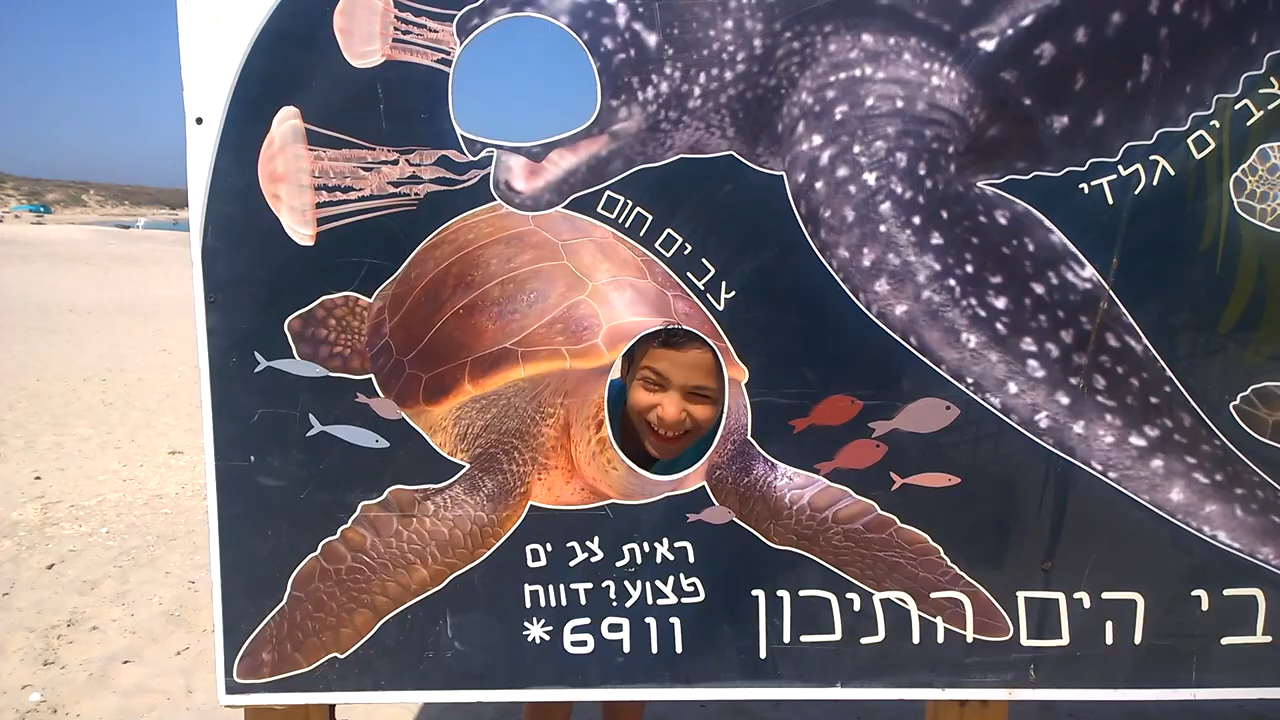 צב ים גלדי
צב ים חום
ראית צב ים
פצוע? דווח
*6911
בי הים התיכון